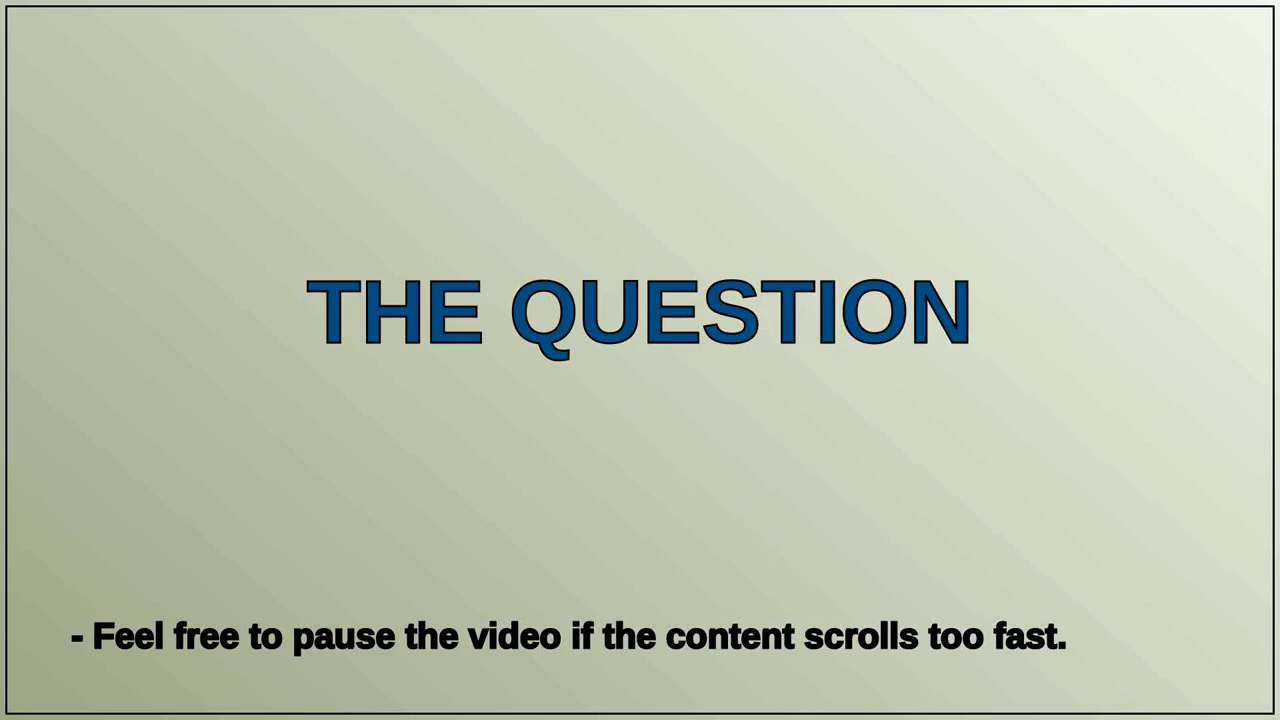 THE QUESTION
- Feel free to pause the video if the content scrolls too fast.